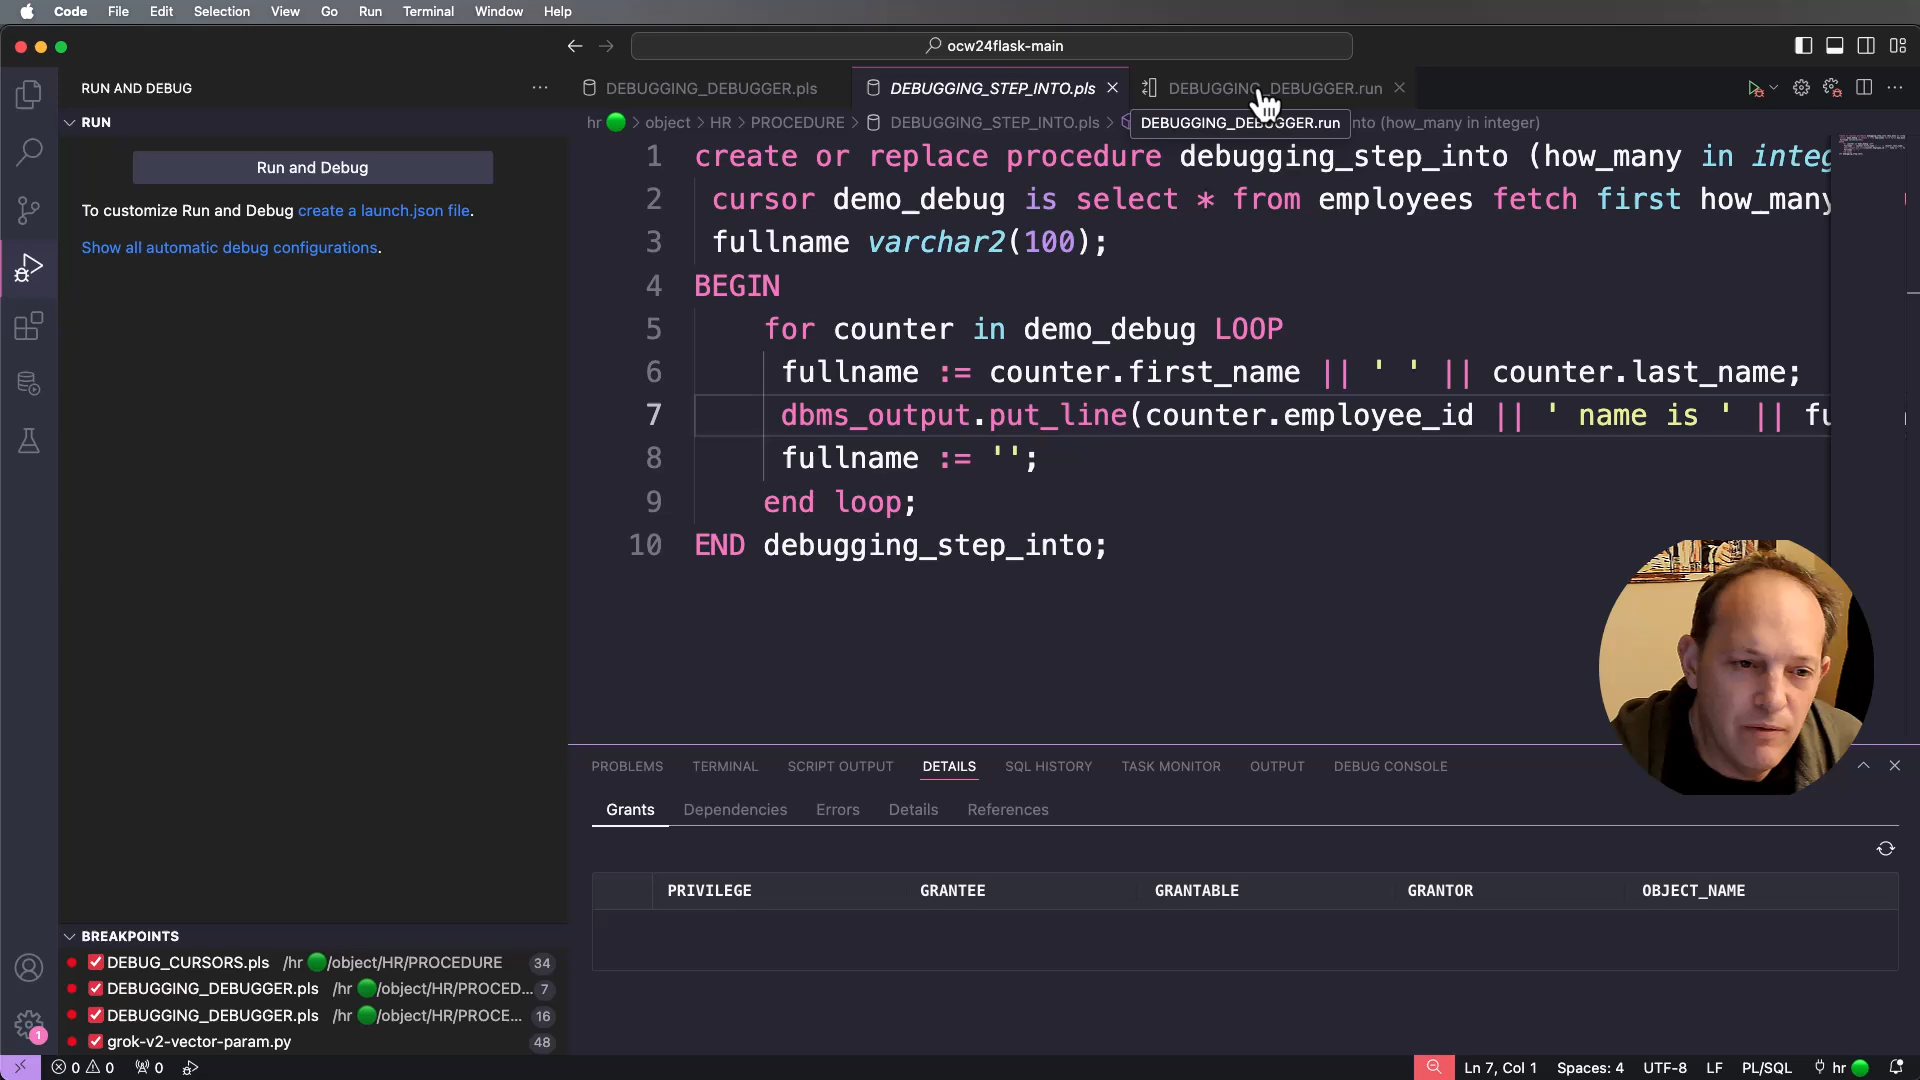 Code File Edit Selection View Go Run Terminal Window Help
ocw24flask-main
RUN AND DEBUG
DEBUGGING_DEBUGGER.pls
DEBUGGING_STEP_INTO.pls
DEBUGGING_DEBUGGER.run
RUN
hr > object > HR > PROCEDURE > DEBUGGING_STEP_INTO.pls >
DEBUGGING_DEBUGGER.run
nto (how_many in integer)
Run and Debug
To customize Run and Debug create a launch.json file.
Show all automatic debug configurations.
1 create or replace procedure debugging_step_into (how_many in integ
2 cursor demo_debug is select * from employees fetch first how_many
3 fullname varchar2(100);
4 BEGIN
5 for counter in demo_debug LOOP
6 fullname := counter.first_name || ' ' || counter.last_name;
7 dbms_output.put_line(counter.employee_id || ' name is ' || fu
8 fullname := '';
9 end loop;
10 END debugging_step_into;
PROBLEMS TERMINAL SCRIPT OUTPUT DETAILS SQL HISTORY TASK MONITOR OUTPUT DEBUG CONSOLE
Grants Dependencies Errors Details References
PRIVILEGE GRANTEE GRANTABLE GRANTOR OBJECT_NAME
BREAKPOINTS
DEBUG_CURSORS.pls /hr /object/HR/PROCEDURE 34
DEBUGGING_DEBUGGER.pls /hr /object/HR/PROCED... 7
DEBUGGING_DEBUGGER.pls /hr /object/HR/PROCE... 16
grok-v2-vector-param.py 48
1
0 0 0
Ln 7, Col 1 Spaces: 4 UTF-8 LF PL/SQL hr